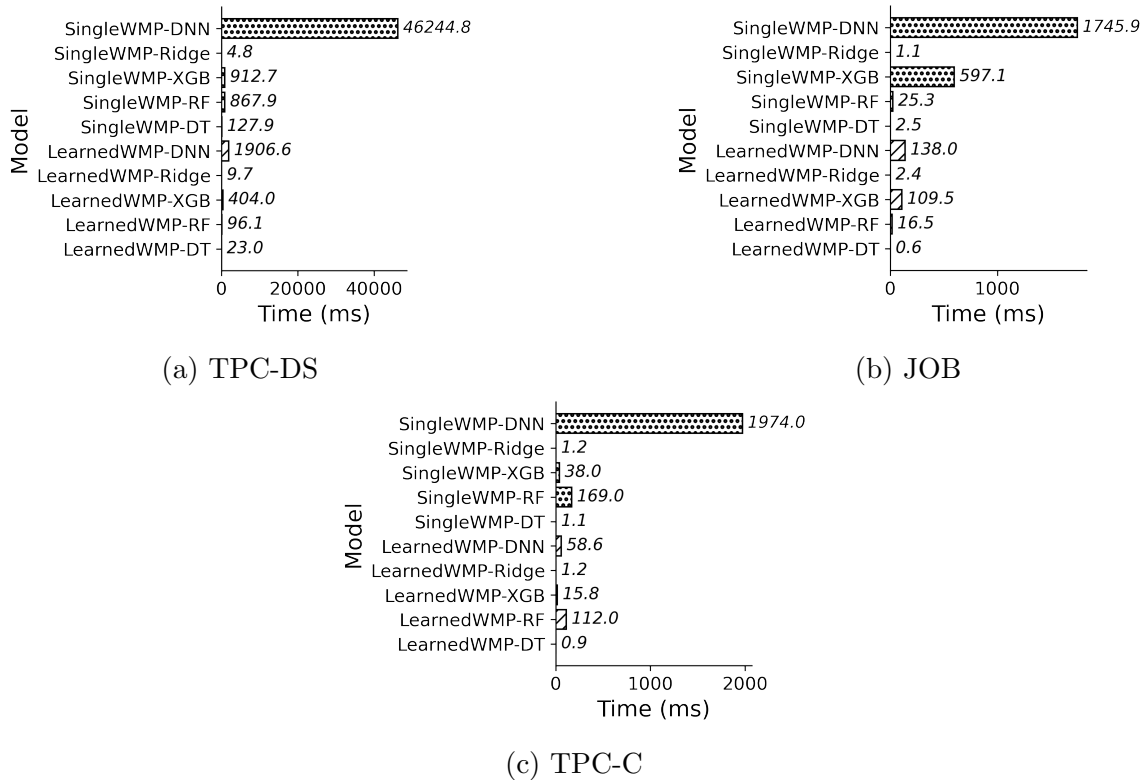 SingleWMP-DNN 46244.8
SingleWMP-Ridge 4.8
SingleWMP-XGB 912.7
SingleWMP-RF 867.9
SingleWMP-DT 127.9
LearnedWMP-DNN 1906.6
LearnedWMP-Ridge 9.7
LearnedWMP-XGB 404.0
LearnedWMP-RF 96.1
LearnedWMP-DT 23.0
Model
0 20000 40000
Time (ms)
(a) TPC-DS
SingleWMP-DNN 1745.9
SingleWMP-Ridge 1.1
SingleWMP-XGB 597.1
SingleWMP-RF 25.3
SingleWMP-DT 2.5
LearnedWMP-DNN 138.0
LearnedWMP-Ridge 2.4
LearnedWMP-XGB 109.5
LearnedWMP-RF 16.5
LearnedWMP-DT 0.6
Model
0 1000
Time (ms)
(b) JOB
SingleWMP-DNN 1974.0
SingleWMP-Ridge 1.2
SingleWMP-XGB 38.0
SingleWMP-RF 169.0
SingleWMP-DT 1.1
LearnedWMP-DNN 58.6
LearnedWMP-Ridge 1.2
LearnedWMP-XGB 15.8
LearnedWMP-RF 112.0
LearnedWMP-DT 0.9
Model
0 1000 2000
Time (ms)
(c) TPC-C